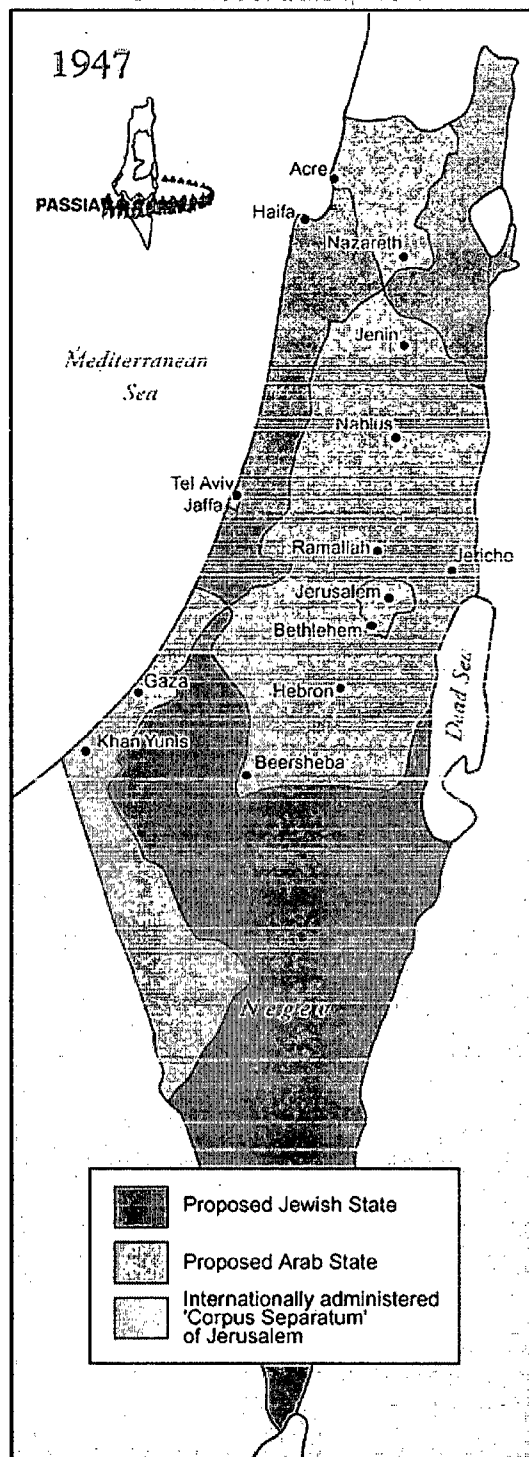 1947
PASSIA
Acre
Haifa
Nazareth
Jenin
Mediterranean
Sea
Nablus
Tel Aviv
Jaffa
Ramallah
Jericho
Jerusalem
Bethlehem
Dead Sea
Gaza
Hebron
Khan Yunis
Beersheba
Negev
Proposed Jewish State
Proposed Arab State
Internationally administered
'Corpus Separatum'
of Jerusalem